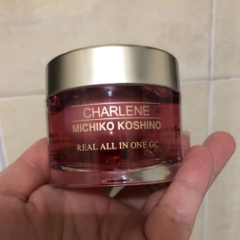 CHARLENE
MICHIKO KOSHINO
REAL ALL IN ONE GC